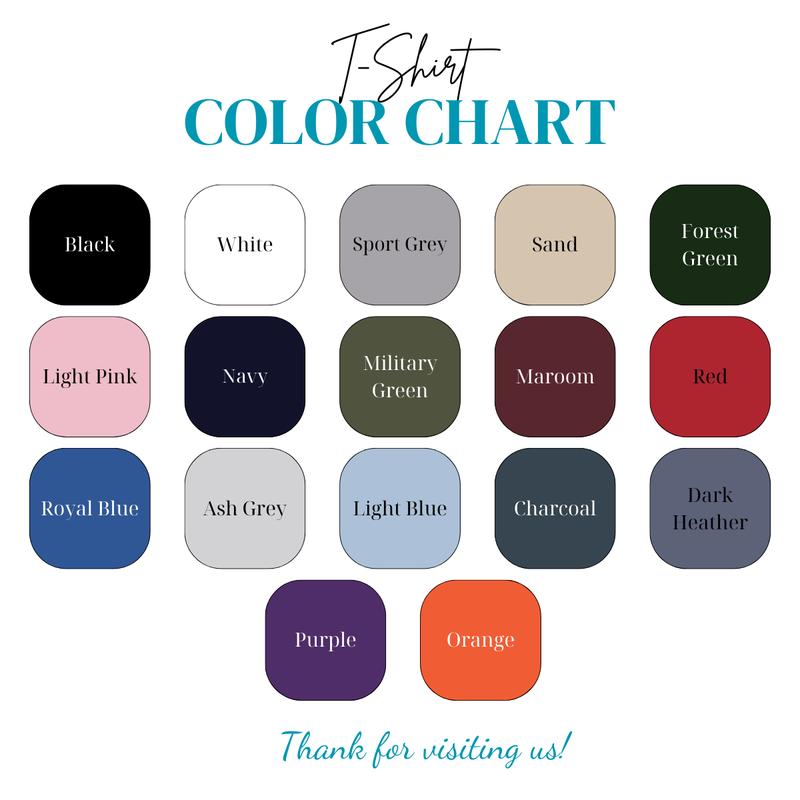 T-Shirt
COLOR CHART
Black
White
Sport Grey
Sand
Forest
Green
Light Pink
Navy
Military
Green
Maroom
Red
Royal Blue
Ash Grey
Light Blue
Charcoal
Dark
Heather
Purple
Orange
Thank for visiting us!